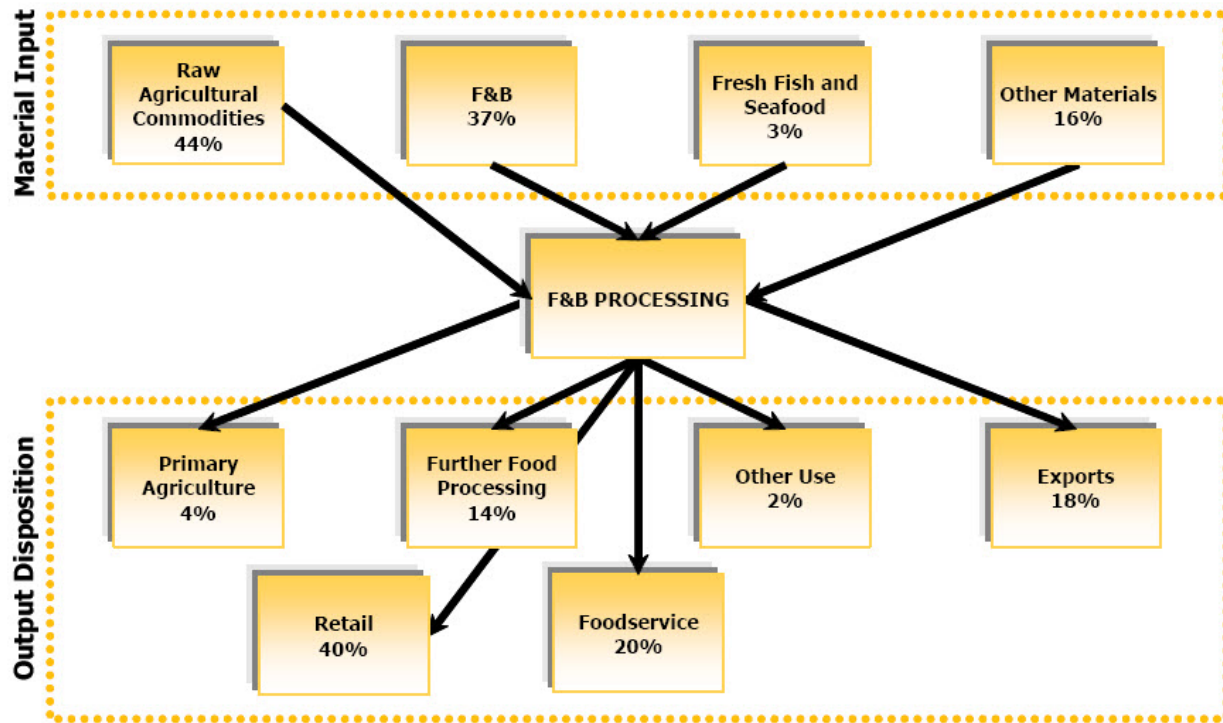 Material Input
Raw
Agricultural
Commodities
44%
F&B
37%
Fresh Fish and
Seafood
3%
Other Materials
16%
F&B PROCESSING
Output Disposition
Primary
Agriculture
4%
Further Food
Processing
14%
Other Use
2%
Exports
18%
Retail
40%
Foodservice
20%